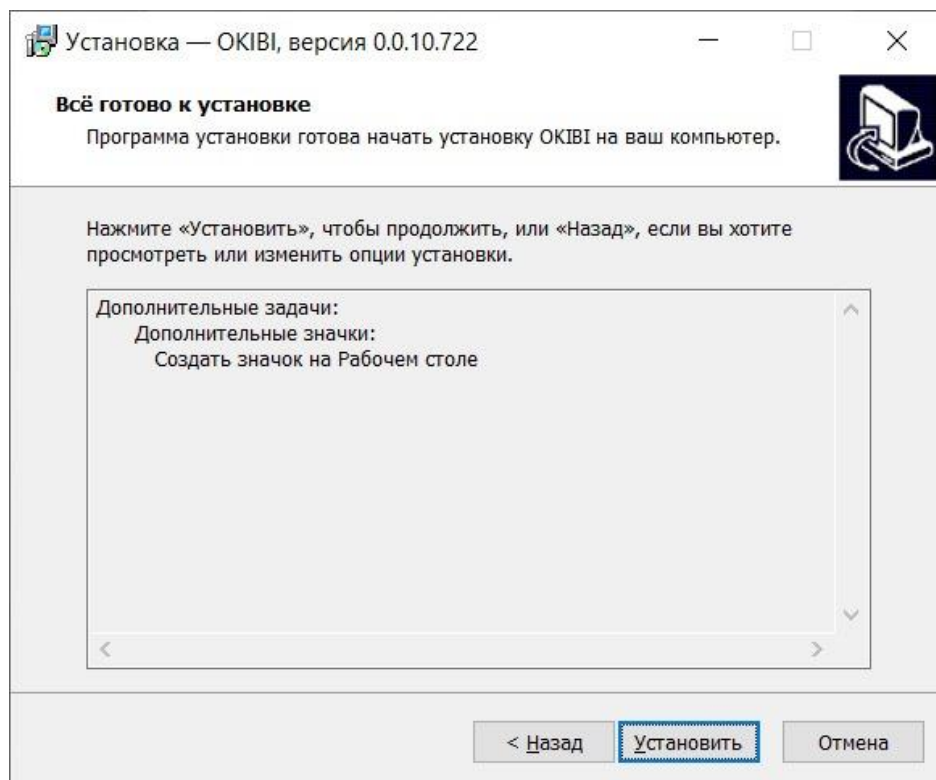 Установка — OKIBI, версия 0.0.10.722
Всё готово к установке
Программа установки готова начать установку OKIBI на ваш компьютер.
Нажмите «Установить», чтобы продолжить, или «Назад», если вы хотите
просмотреть или изменить опции установки.
Дополнительные задачи:
Дополнительные значки:
Создать значок на Рабочем столе
< Назад
Установить
Отмена